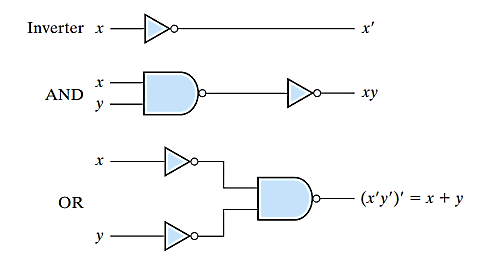 Inverter x x'
AND x y xy
x
OR (x'y')' = x + y
y